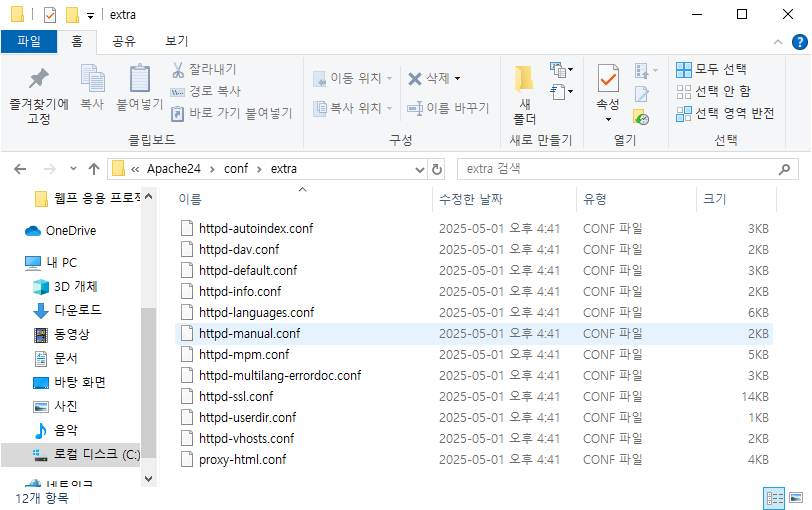 extra
파일 홈 공유 보기
즐겨찾기에 고정
복사
붙여넣기
잘라내기
경로 복사
바로 가기 붙여넣기
클립보드
이동 위치
복사 위치
삭제
이름 바꾸기
구성
새 폴더
새로 만들기
속성
열기
모두 선택
선택 안 함
선택 영역 반전
선택
« Apache24 > conf > extra
extra 검색
웹프 응용 프로젝
OneDrive
내 PC
3D 개체
다운로드
동영상
문서
바탕 화면
사진
음악
로컬 디스크 (C:)
네트워크
이름 수정한 날짜 유형 크기
httpd-autoindex.conf 2025-05-01 오후 4:41 CONF 파일 3KB
httpd-dav.conf 2025-05-01 오후 4:41 CONF 파일 2KB
httpd-default.conf 2025-05-01 오후 4:41 CONF 파일 3KB
httpd-info.conf 2025-05-01 오후 4:41 CONF 파일 2KB
httpd-languages.conf 2025-05-01 오후 4:41 CONF 파일 6KB
httpd-manual.conf 2025-05-01 오후 4:41 CONF 파일 2KB
httpd-mpm.conf 2025-05-01 오후 4:41 CONF 파일 5KB
httpd-multilang-errordoc.conf 2025-05-01 오후 4:41 CONF 파일 3KB
httpd-ssl.conf 2025-05-01 오후 4:41 CONF 파일 14KB
httpd-userdir.conf 2025-05-01 오후 4:41 CONF 파일 1KB
httpd-vhosts.conf 2025-05-01 오후 4:41 CONF 파일 2KB
proxy-html.conf 2025-05-01 오후 4:41 CONF 파일 4KB
12개 항목